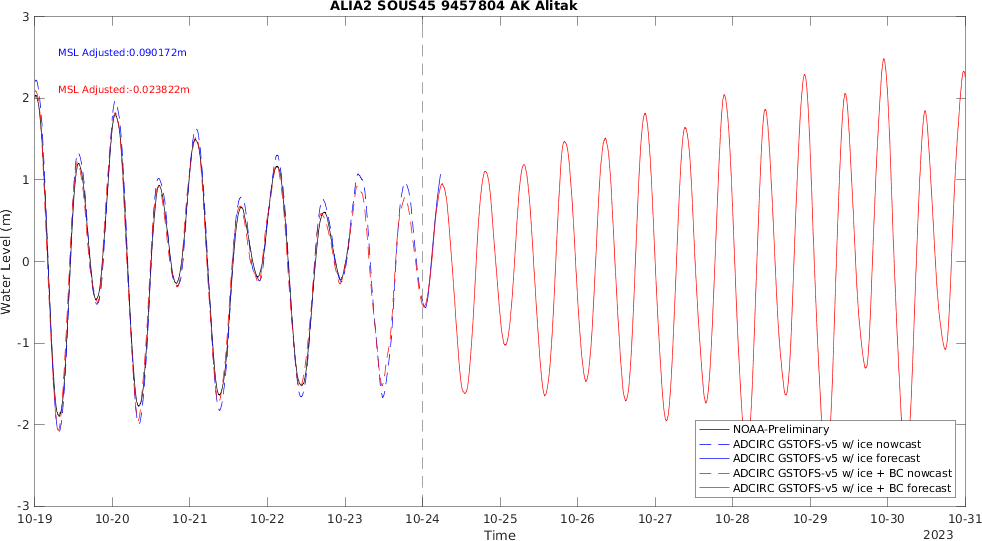 ALIA2 SOUS45 9457804 AK Alitak
3
MSL Adjusted:0.090172m
MSL Adjusted:-0.023822m
2
1
0
-1
-2
-3
Water Level (m)
NOAA-Preliminary
ADCIRC GSTOFS-v5 w/ ice nowcast
ADCIRC GSTOFS-v5 w/ ice forecast
ADCIRC GSTOFS-v5 w/ ice + BC nowcast
ADCIRC GSTOFS-v5 w/ ice + BC forecast
10-19 10-20 10-21 10-22 10-23 10-24 10-25 10-26 10-27 10-28 10-29 10-30 10-31
Time
2023